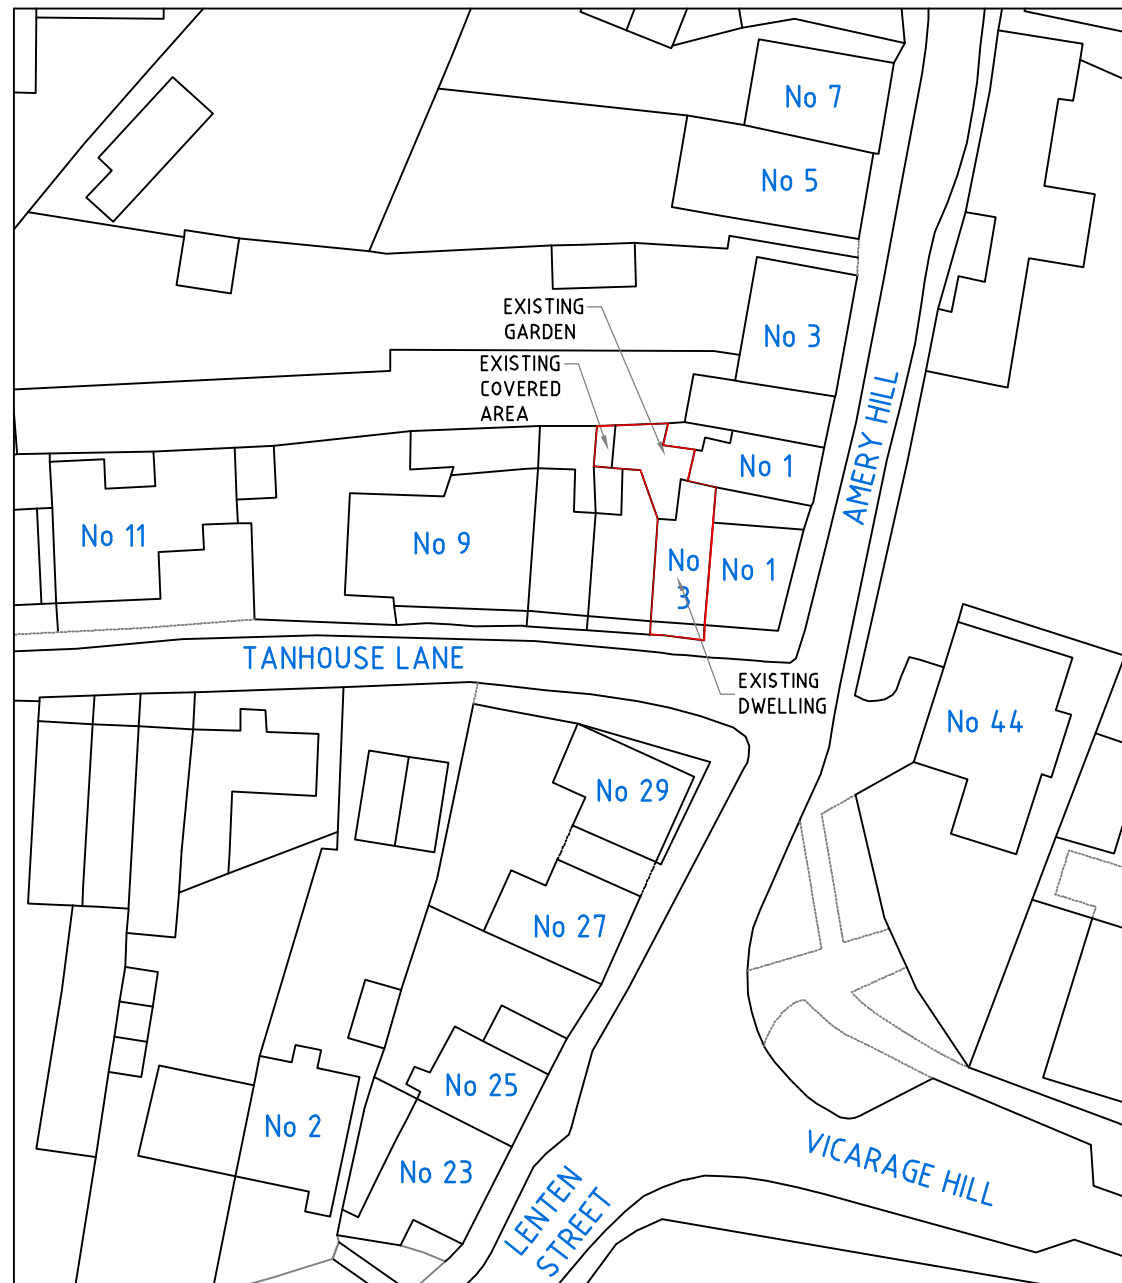 No 7
No 5
EXISTING
GARDEN
No 3
EXISTING
COVERED
AREA
AMERY HILL
No 1
No 11
No 9
No
3
No 1
TANHOUSE LANE
EXISTING
DWELLING
No 44
No 29
No 27
No 25
No 2
No 23
VICARAGE HILL
LENTEN
STREET